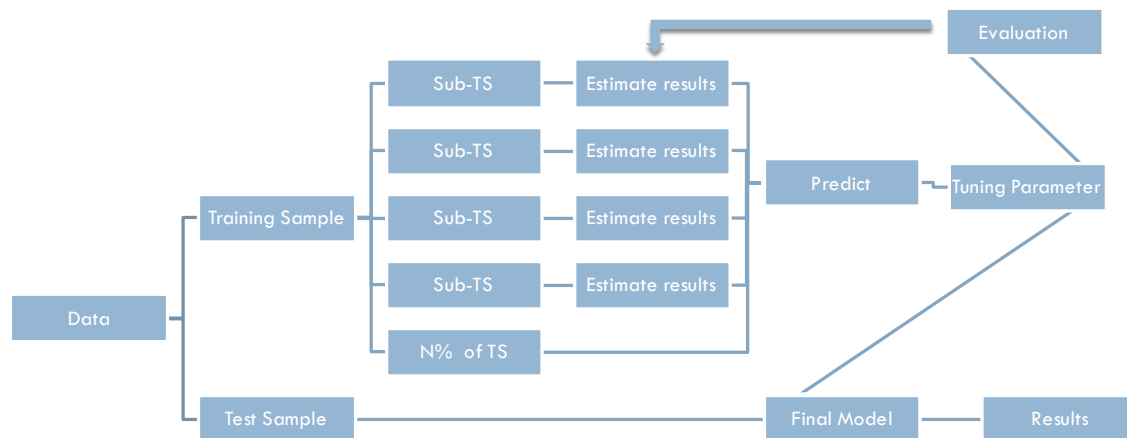 Evaluation
Sub-TS
Estimate results
Sub-TS
Estimate results
Predict
Tuning Parameter
Training Sample
Sub-TS
Estimate results
Sub-TS
Estimate results
Data
N% of TS
Test Sample
Final Model
Results